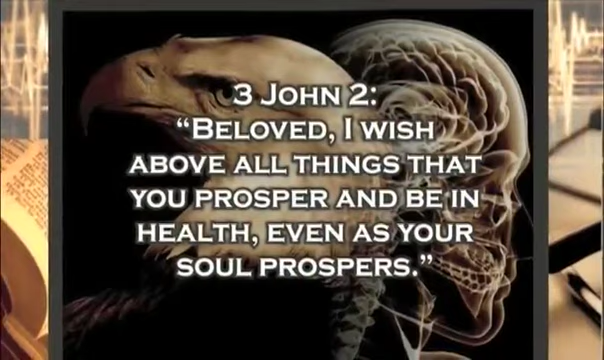 3 JOHN 2:
“BELOVED, I WISH
ABOVE ALL THINGS THAT
YOU PROSPER AND BE IN
HEALTH, EVEN AS YOUR
SOUL PROSPERS.”